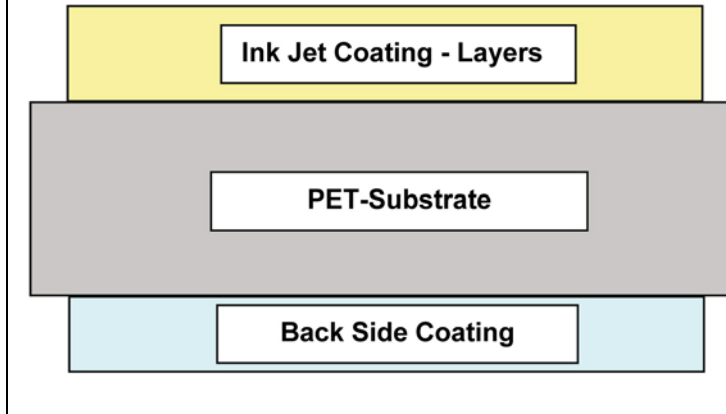 Ink Jet Coating - Layers
PET-Substrate
Back Side Coating